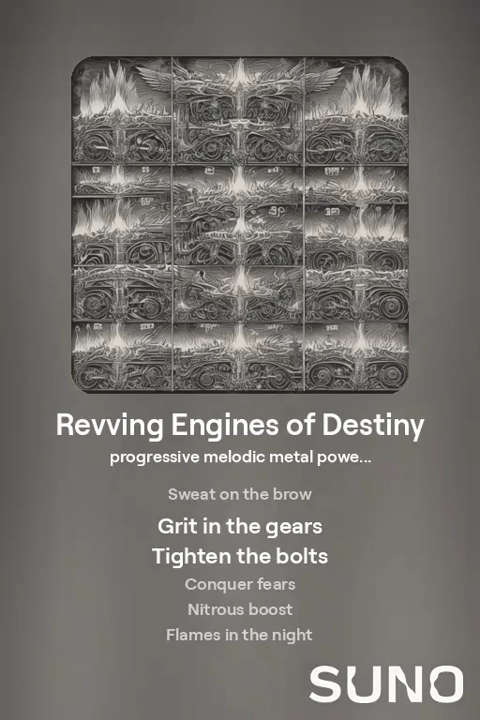 Revving Engines of Destiny
progressive melodic metal powe...
Sweat on the brow
Grit in the gears
Tighten the bolts
Conquer fears
Nitrous boost
Flames in the night
SUNO